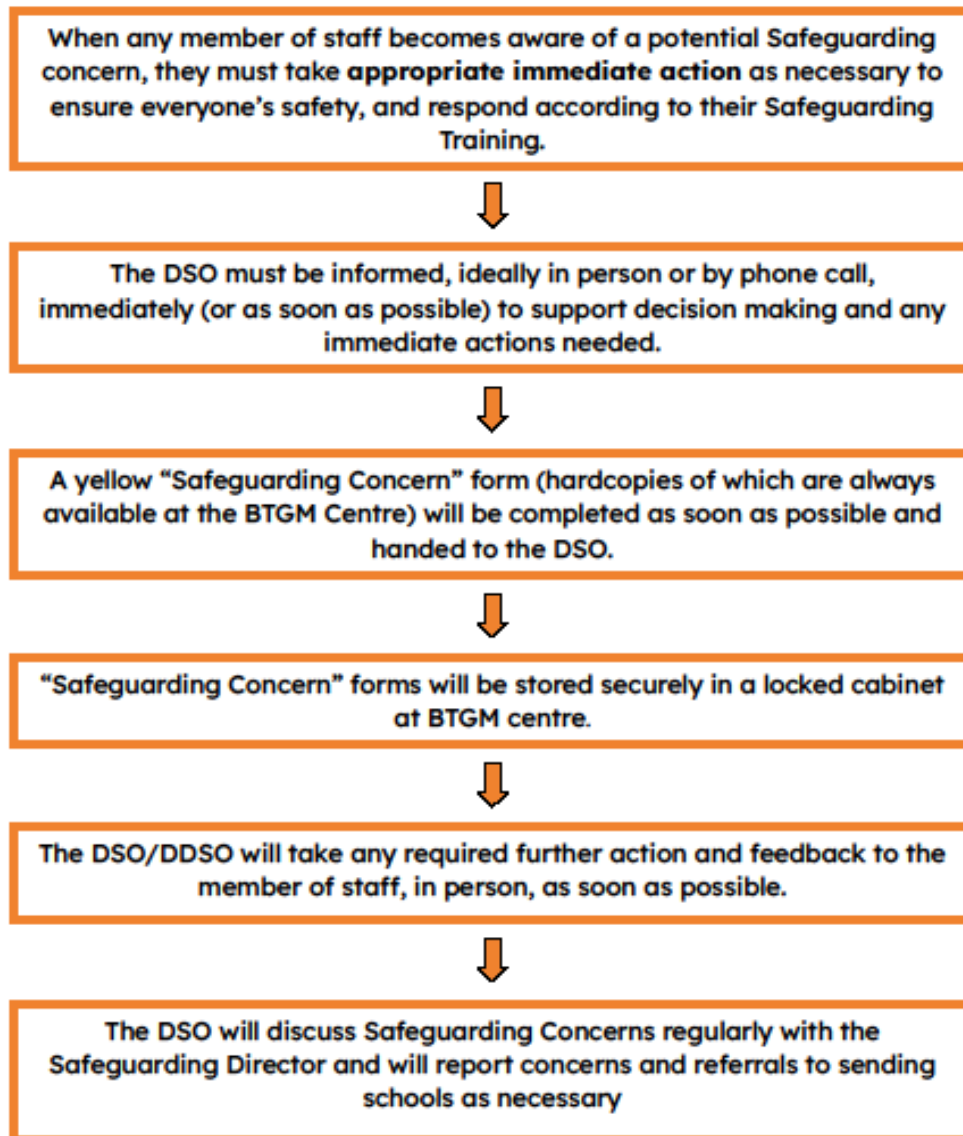 When any member of staff becomes aware of a potential Safeguarding
concern, they must take appropriate immediate action as necessary to
ensure everyone’s safety, and respond according to their Safeguarding
Training.
The DSO must be informed, ideally in person or by phone call,
immediately (or as soon as possible) to support decision making and any
immediate actions needed.
A yellow “Safeguarding Concern” form (hardcopies of which are always
available at the BTGM Centre) will be completed as soon as possible and
handed to the DSO.
“Safeguarding Concern” forms will be stored securely in a locked cabinet
at BTGM centre.
The DSO/DDSO will take any required further action and feedback to the
member of staff, in person, as soon as possible.
The DSO will discuss Safeguarding Concerns regularly with the
Safeguarding Director and will report concerns and referrals to sending
schools as necessary